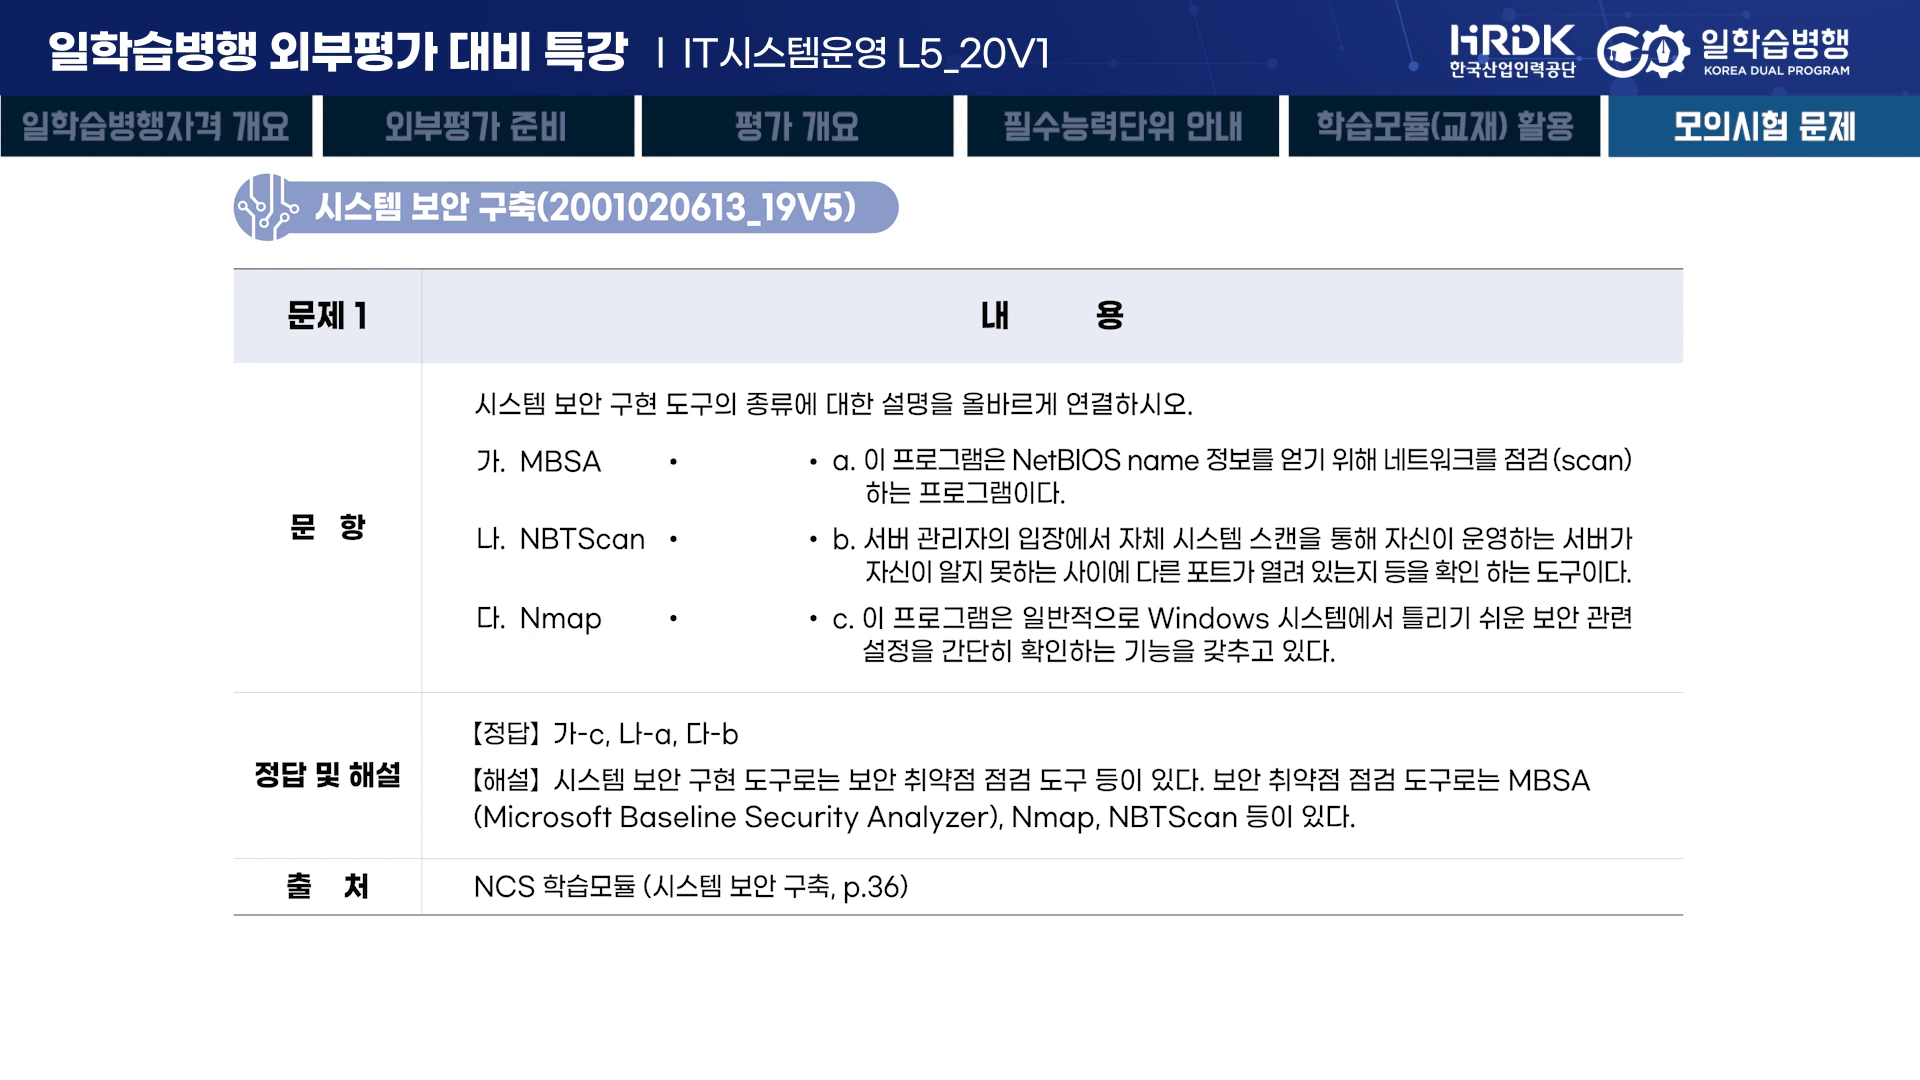 일학습병행 외부평가 대비 특강 | IT시스템운영 L5_20V1
HRDK 한국산업인력공단
일학습병행 KOREA DUAL PROGRAM
일학습병행자격 개요 외부평가 준비 평가 개요 필수능력단위 안내 학습모듈(교재) 활용 모의시험 문제
시스템 보안 구축(2001020613_19V5)
문제 1 내 용
문 항
시스템 보안 구현 도구의 종류에 대한 설명을 올바르게 연결하시오.
가. MBSA • • a. 이 프로그램은 NetBIOS name 정보를 얻기 위해 네트워크를 점검(scan)
하는 프로그램이다.
나. NBTScan • • b. 서버 관리자의 입장에서 자체 시스템 스캔을 통해 자신이 운영하는 서버가
자신이 알지 못하는 사이에 다른 포트가 열려 있는지 등을 확인 하는 도구이다.
다. Nmap • • c. 이 프로그램은 일반적으로 Windows 시스템에서 틀리기 쉬운 보안 관련
설정을 간단히 확인하는 기능을 갖추고 있다.
정답 및 해설
【정답】 가-c, 나-a, 다-b
【해설】 시스템 보안 구현 도구로는 보안 취약점 점검 도구 등이 있다. 보안 취약점 점검 도구로는 MBSA
(Microsoft Baseline Security Analyzer), Nmap, NBTScan 등이 있다.
출 처 NCS 학습모듈 (시스템 보안 구축, p.36)